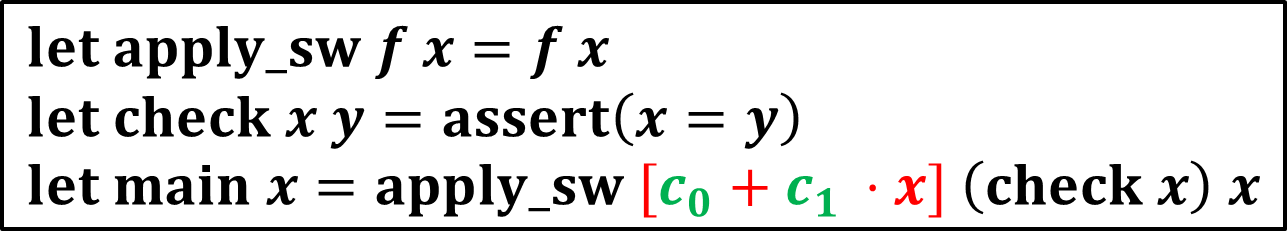 let apply_sw f x = f x
let check x y = assert(x = y)
let main x = apply_sw [c₀ + c₁ · x] (check x) x